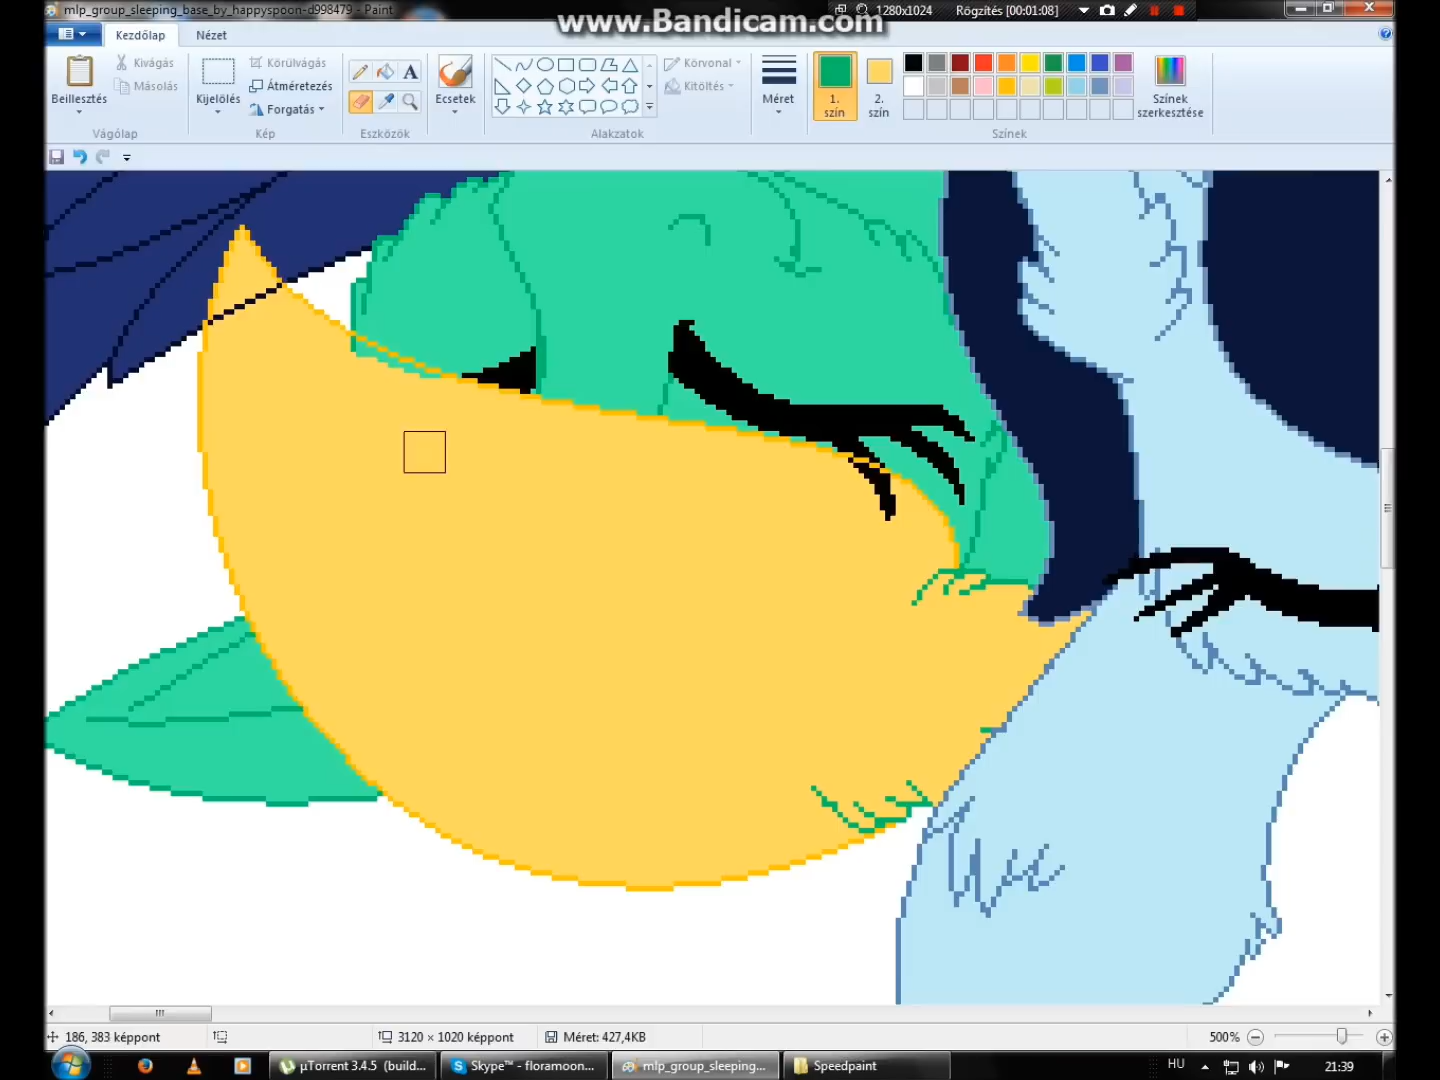 mlp_group_sleeping_base_by_happyspoon-d998479 - Paint
www.Bandicam.com
1280x1024 Rögzítés [00:01:08]
Kezdőlap Nézet
Beillesztés
Kivágás
Másolás
Vágólap
Kijelölés
Körülvágás
Átméretezés
Forgatás
Kép
A
Eszközök
Ecsetek
Alakzatok
Körvonal
Kitöltés
Méret
1. szín
2. szín
Színek
Színek szerkesztése
186, 383 képpont
3120 × 1020 képpont
Méret: 427,4KB
500%
µTorrent 3.4.5 (build...
Skype™ - floramoon...
mlp_group_sleeping...
Speedpaint
HU
21:39